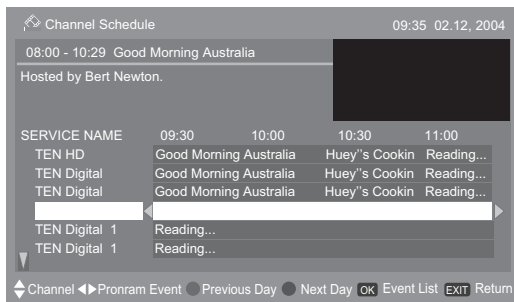 Channel Schedule 09:35 02.12, 2004
08:00 - 10:29 Good Morning Australia
Hosted by Bert Newton.
SERVICE NAME 09:30 10:00 10:30 11:00
TEN HD Good Morning Australia Huey''s Cookin Reading...
TEN Digital Good Morning Australia Huey''s Cookin Reading...
TEN Digital Good Morning Australia Huey''s Cookin Reading...
TEN Digital 1 Reading...
TEN Digital 1 Reading...
Channel Pronram Event Previous Day Next Day OK Event List EXIT Return